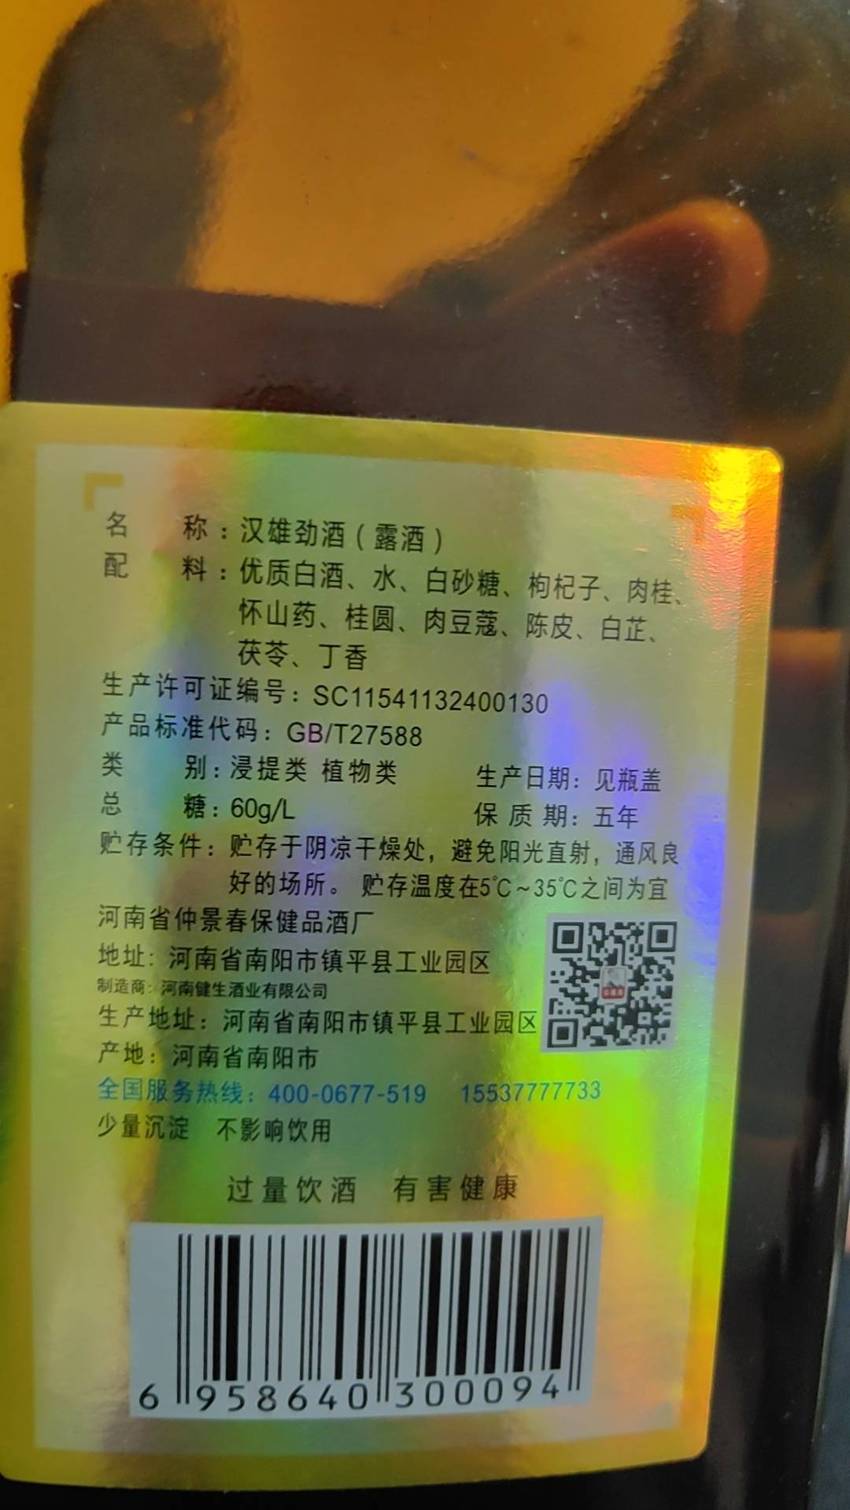 名 称：汉雄劲酒（露酒）
配 料：优质白酒、水、白砂糖、枸杞子、肉桂、
怀山药、桂圆、肉豆蔻、陈皮、白芷、
茯苓、丁香
生产许可证编号：SC11541132400130
产品标准代码：GB/T27588
类 别：浸提类 植物类 生产日期：见瓶盖
总 糖：60g/L 保质期：五年
贮存条件：贮存于阴凉干燥处，避免阳光直射，通风良
好的场所。 贮存温度在5℃~35℃之间为宜
河南省仲景春保健品酒厂
地址：河南省南阳市镇平县工业园区
制造商：河南健生酒业有限公司
生产地址：河南省南阳市镇平县工业园区
产地：河南省南阳市
全国服务热线：400-0677-519 15537777733
少量沉淀 不影响饮用
过量饮酒 有害健康
6 958640 300094